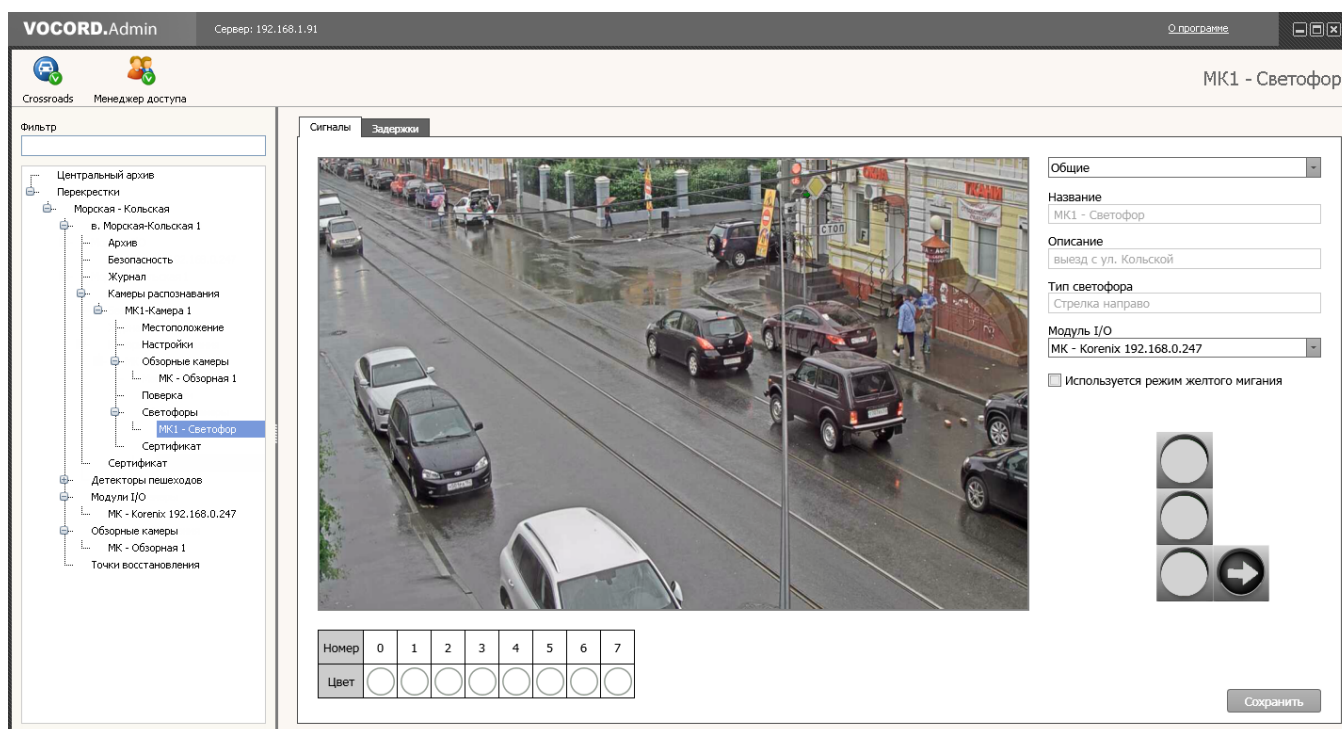 VOCORD.Admin
Сервер: 192.168.1.91
О программе
Crossroads
Менеджер доступа
МК1 - Светофор
Фильтр
Центральный архив
Перекрестки
Морская - Кольская
в. Морская-Кольская 1
Архив
Безопасность
Журнал
Камеры распознавания
МК1-Камера 1
Местоположение
Настройки
Обзорные камеры
МК - Обзорная 1
Поверка
Светофоры
МК1 - Светофор
Сертификат
Сертификат
Детекторы пешеходов
Модули I/O
МК - Korenix 192.168.0.247
Обзорные камеры
МК - Обзорная 1
Точки восстановления
Сигналы
Задержки
ОКНА
ТКАНИ
СТОП
Общие
Название
МК1 - Светофор
Описание
выезд с ул. Кольской
Тип светофора
Стрелка направо
Модуль I/O
МК - Korenix 192.168.0.247
Используется режим желтого мигания
Номер 0 1 2 3 4 5 6 7
Цвет
Сохранить